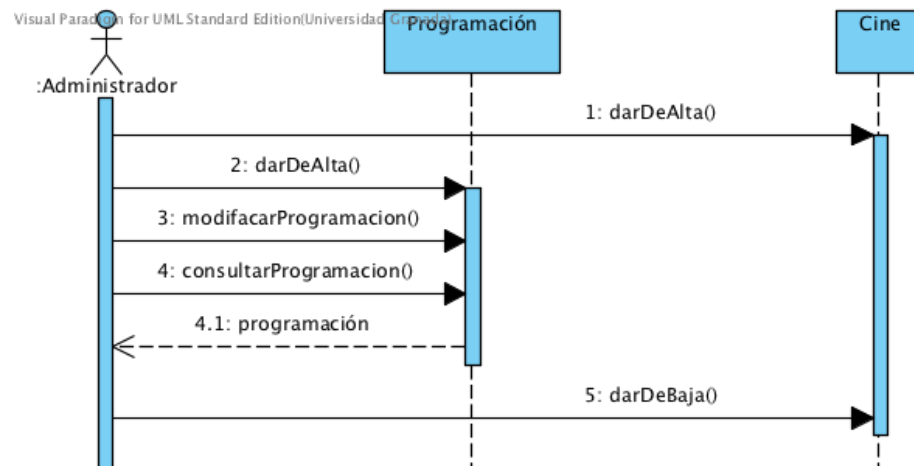 Visual Paradigm for UML Standard Edition(Universidad Granada)
:Administrador
Programación
Cine
1: darDeAlta()
2: darDeAlta()
3: modifacarProgramacion()
4: consultarProgramacion()
4.1: programación
5: darDeBaja()